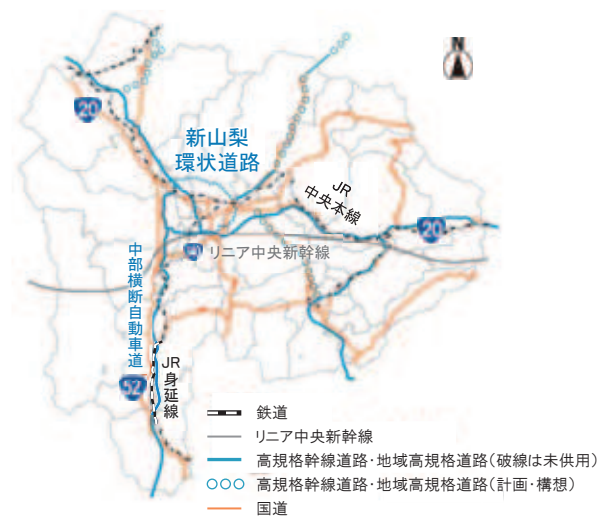 N
20
新山梨
環状道路
JR
中央本線
20
リニア中央新幹線
中部横断自動車道
52
JR
身延線
鉄道
リニア中央新幹線
高規格幹線道路・地域高規格道路（破線は未供用）
高規格幹線道路・地域高規格道路（計画・構想）
国道